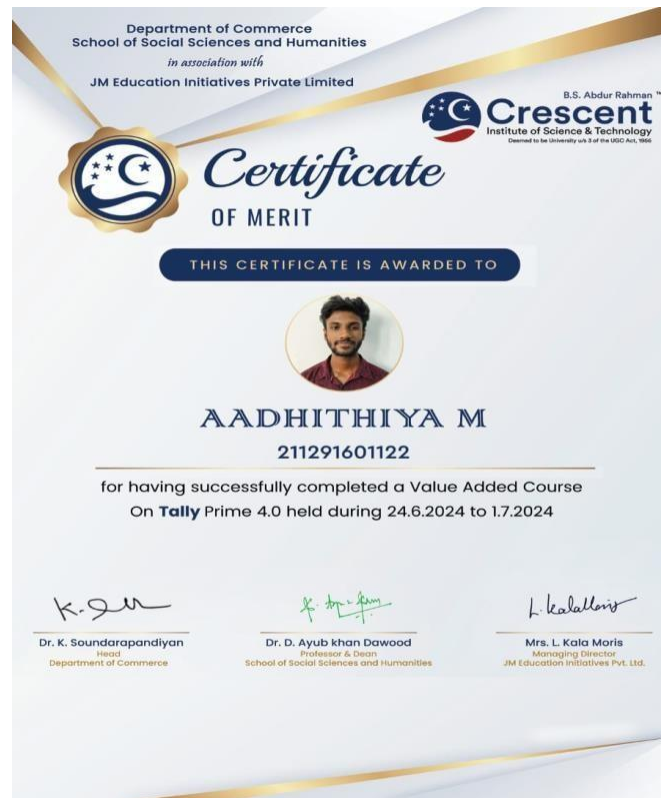 Department of Commerce
School of Social Sciences and Humanities
in association with
JM Education Initiatives Private Limited
B.S. Abdur Rahman ™
Crescent
Institute of Science & Technology
Deemed to be University u/s 3 of the UGC Act, 1956
Certificate
OF MERIT
THIS CERTIFICATE IS AWARDED TO
AADHITHIYA M
211291601122
for having successfully completed a Value Added Course
On Tally Prime 4.0 held during 24.6.2024 to 1.7.2024
L. Kalallois
Dr. K. Soundarapandiyan
Head
Department of Commerce
Dr. D. Ayub khan Dawood
Professor & Dean
School of Social Sciences and Humanities
Mrs. L. Kala Moris
Managing Director
JM Education Initiatives Pvt. Ltd.